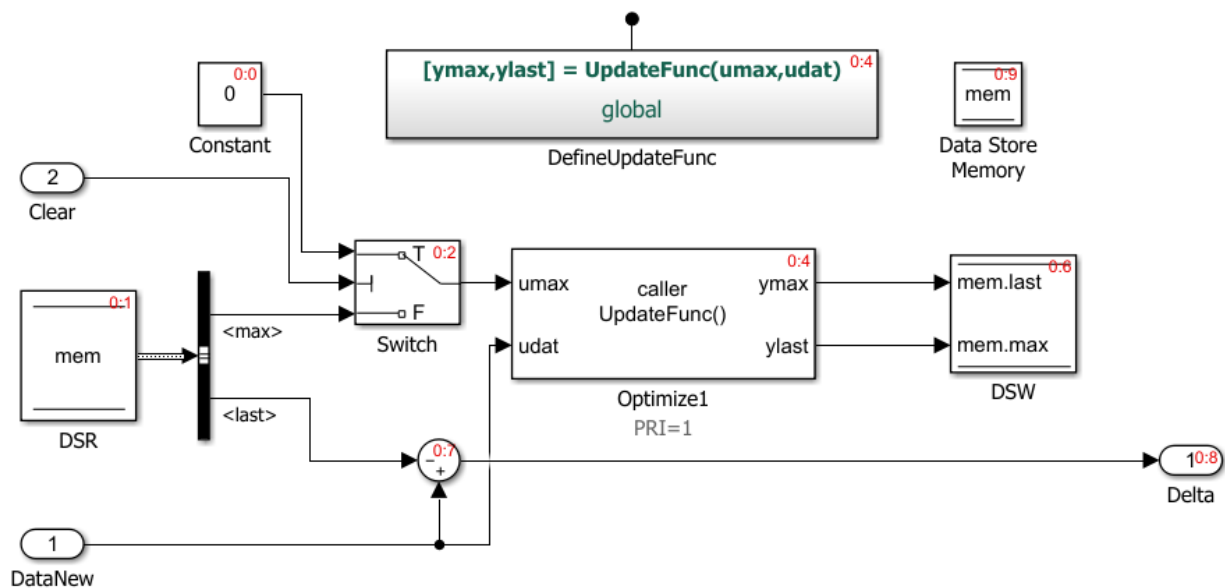 [ymax,ylast] = UpdateFunc(umax,udat)
0:4
global
DefineUpdateFunc
0:0
0
Constant
0:9
mem
Data Store
Memory
2
Clear
0:1
mem
DSR
<max>
<last>
T
0:2
F
Switch
0:4
umax
udat
caller
UpdateFunc()
ymax
ylast
Optimize1
PRI=1
0:6
mem.last
mem.max
DSW
0:7
−
+
1
0:8
Delta
1
DataNew